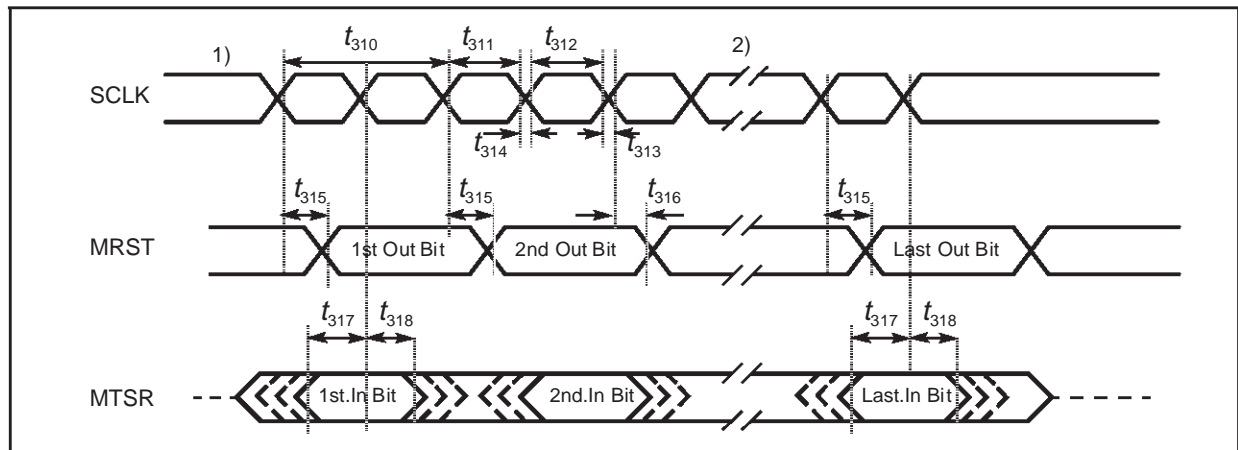 1) t310 t311 t312 2)
SCLK
t314 t313
t315 t315 t316 t315
MRST 1st Out Bit 2nd Out Bit Last Out Bit
t317 t318 t317 t318
MTSR 1st.In Bit 2nd.In Bit Last.In Bit